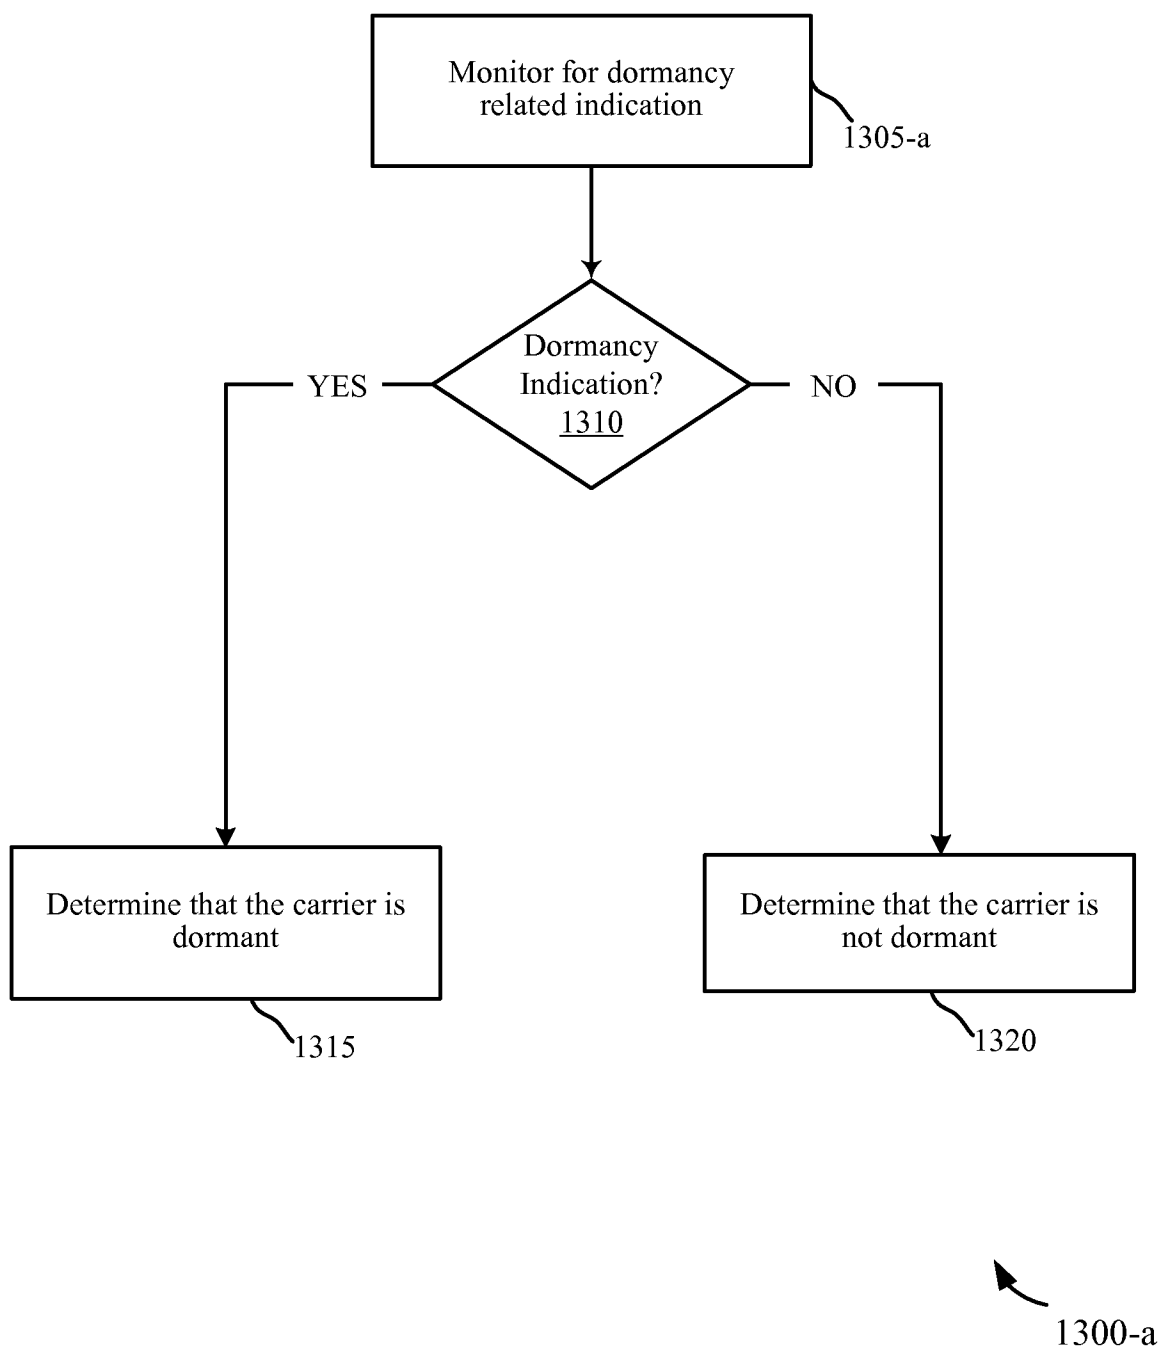 Monitor for dormancy
related indication
1305-a
Dormancy
Indication?
1310
YES
NO
Determine that the carrier is
dormant
1315
Determine that the carrier is
not dormant
1320
1300-a